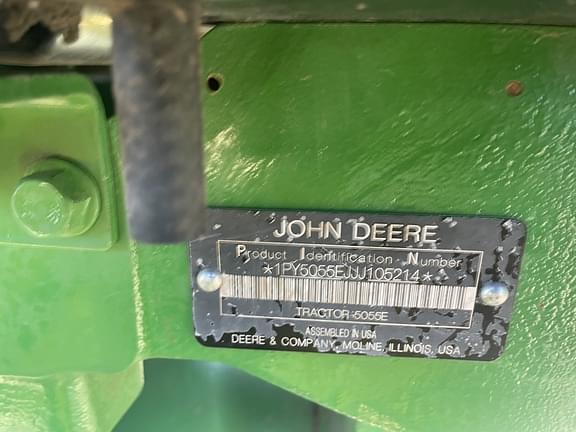 JOHN DEERE
Product Identification Number
*1PY5055EJJJ105214*
TRACTOR-5055E
ASSEMBLED IN USA
DEERE & COMPANY, MOLINE, ILLINOIS, USA